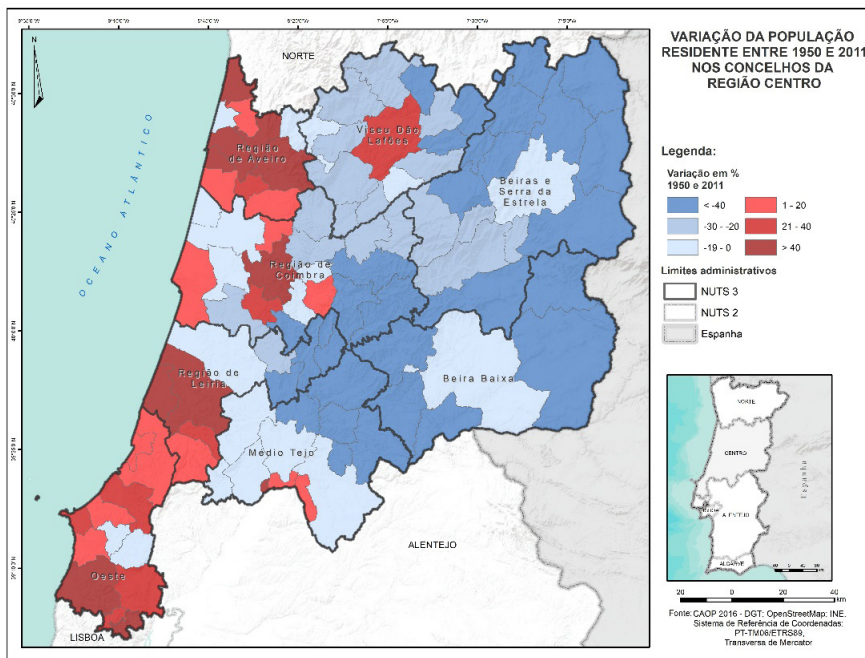 VARIAÇÃO DA POPULAÇÃO
RESIDENTE ENTRE 1950 E 2011
NOS CONCELHOS DA
REGIÃO CENTRO
N
NORTE
OCEANO ATLÂNTICO
Região
de Aveiro
Viseu Dão
Lafões
Beiras e
Serra da
Estrela
Região de
Coimbra
Região de
Leiria
Beira Baixa
Médio Tejo
Oeste
ALENTEJO
LISBOA
Legenda:
Variação em %
1950 e 2011
< -40
1 - 20
-30 - -20
21 - 40
-19 - 0
> 40
Limites administrativos
NUTS 3
NUTS 2
Espanha
NORTE
CENTRO
Espanha
ALENTEJO
ALGARVE
20 0 20 40
km
Fonte: CAOP 2016 - DGT; OpenStreetMap; INE.
Sistema de Referência de Coordenadas:
PT-TM06/ETRS89,
Transversa de Mercator